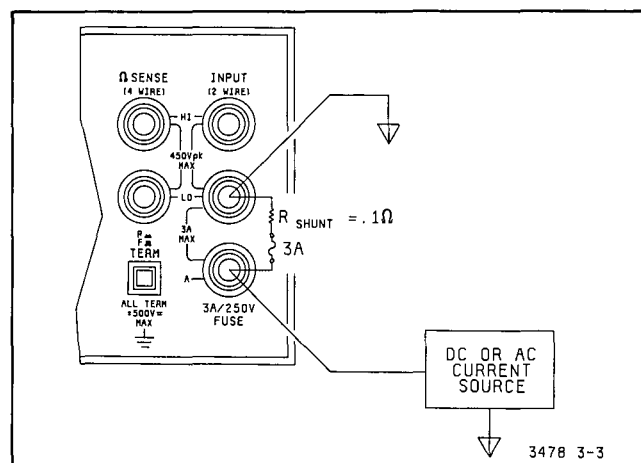 Ω SENSE
(4 WIRE)
INPUT
(2 WIRE)
HI
450Vpk
MAX
LO
3A
MAX
R SHUNT = .1Ω
3A
R
F
TERM
A
ALL TERM
±500V=
MAX
3A/250V
FUSE
DC OR AC
CURRENT
SOURCE
3478 3-3